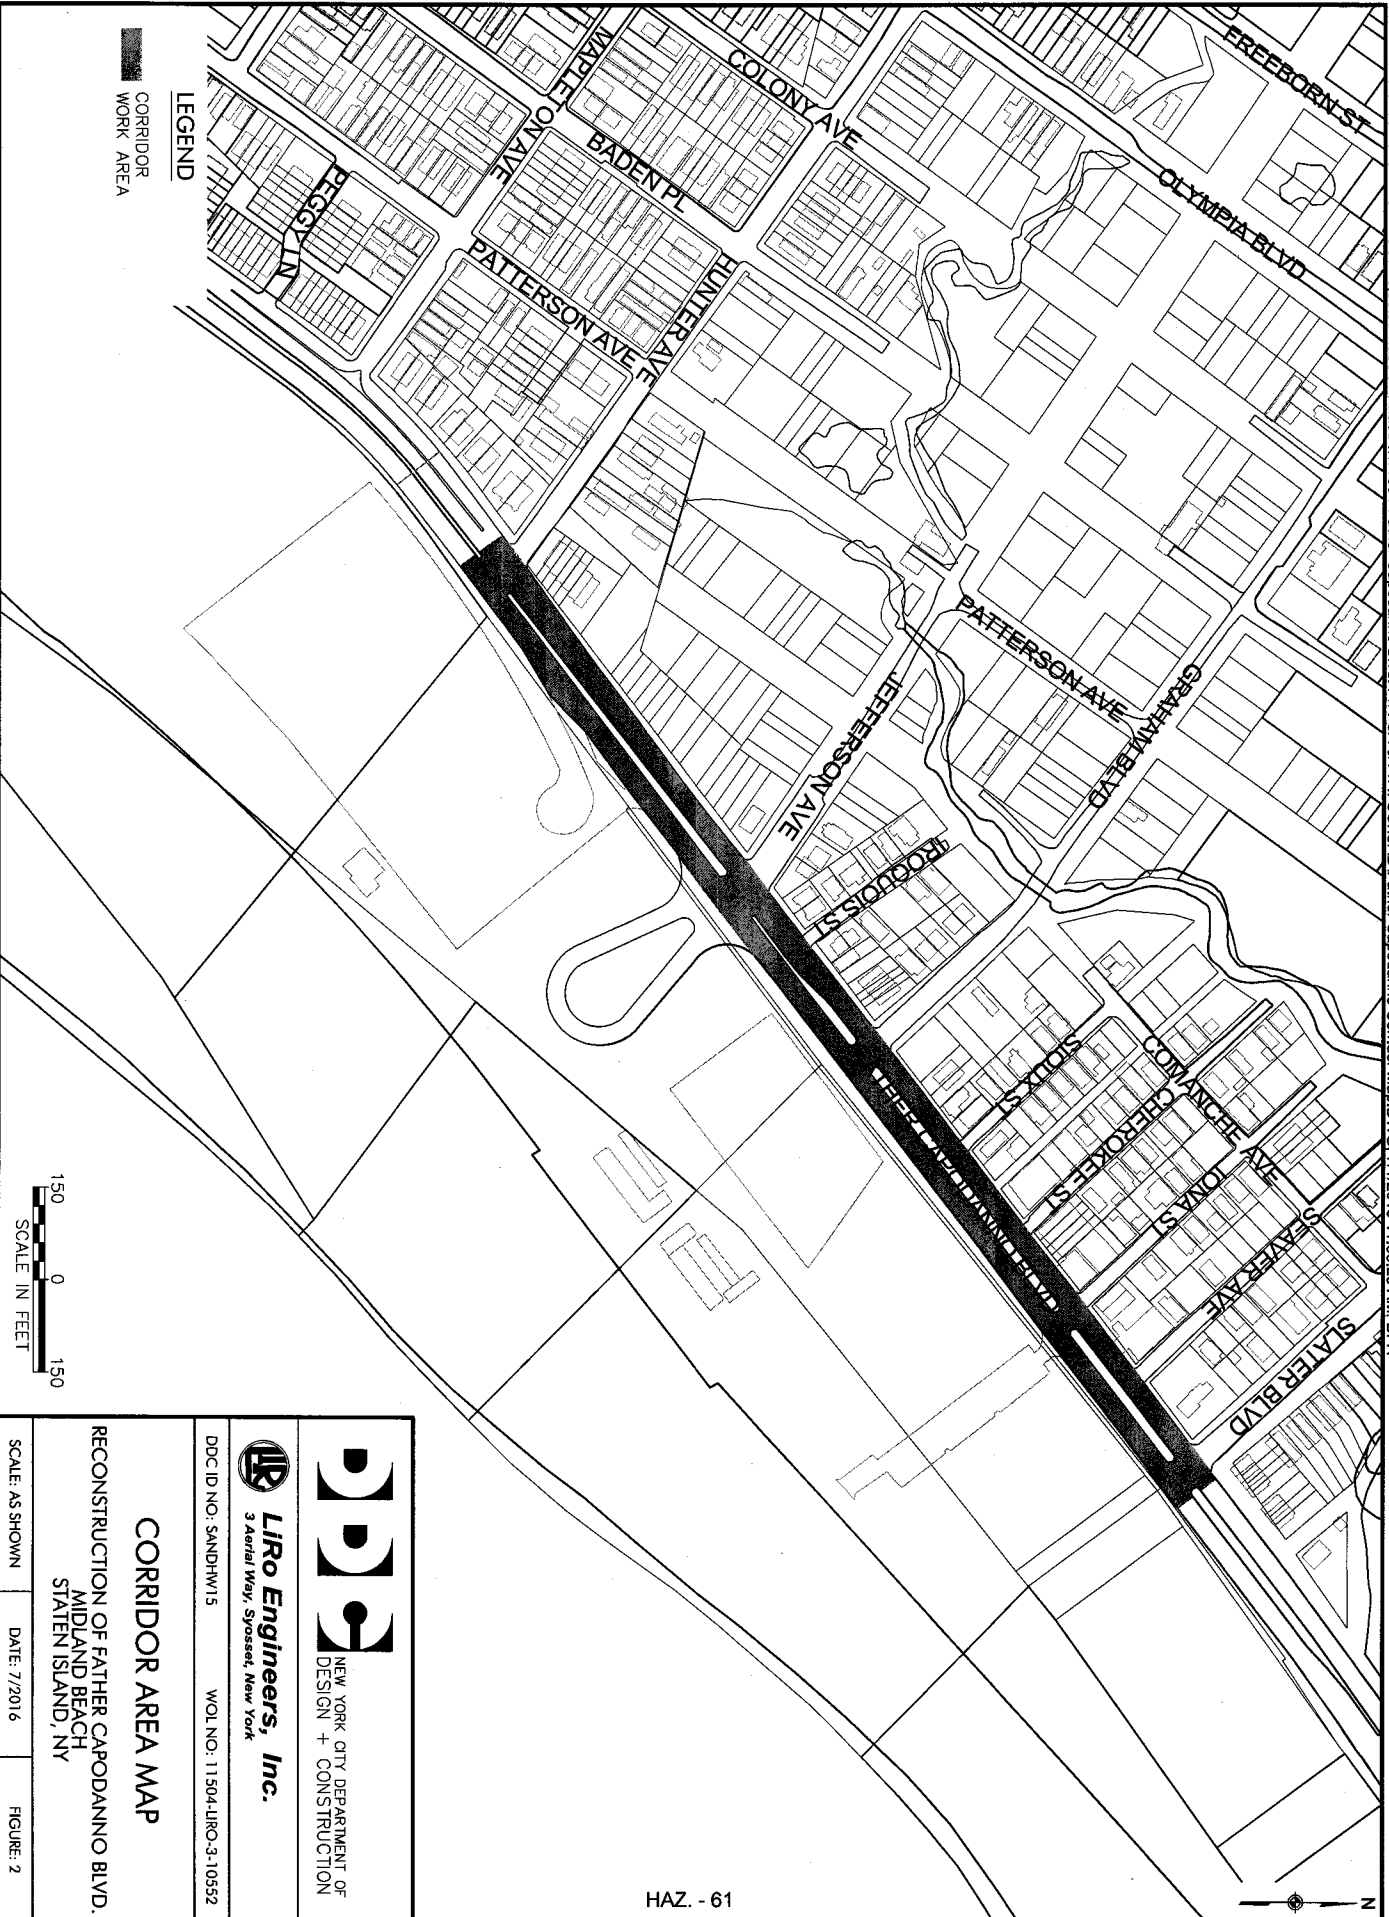 FREEBORN ST
OLYMPIA BLVD
COLONY AVE
MAPLETON AVE
BADEN PL
HUNTER AVE
PATTERSON AVE
PEGGY LN
PATTERSON AVE
GRAHAM BLVD
JEFFERSON AVE
IROQUOIS ST
SIOUX ST
COMANCHE AVE
CHEROKEE ST
IONA ST
SEAVER AVE
SLATER BLVD
THER CAPODANNO BLVD
LEGEND
CORRIDOR
WORK AREA
150 0 150
SCALE IN FEET
N
DDC
NEW YORK CITY DEPARTMENT OF
DESIGN + CONSTRUCTION
LiRo Engineers, Inc.
3 Aerial Way, Syosset, New York
DDC ID NO: SANDHW15 WOL NO: 11504-LIRO-3-10552
CORRIDOR AREA MAP
RECONSTRUCTION OF FATHER CAPODANNO BLVD.
MIDLAND BEACH
STATEN ISLAND, NY
SCALE: AS SHOWN DATE: 7/2016 FIGURE: 2
HAZ. - 61